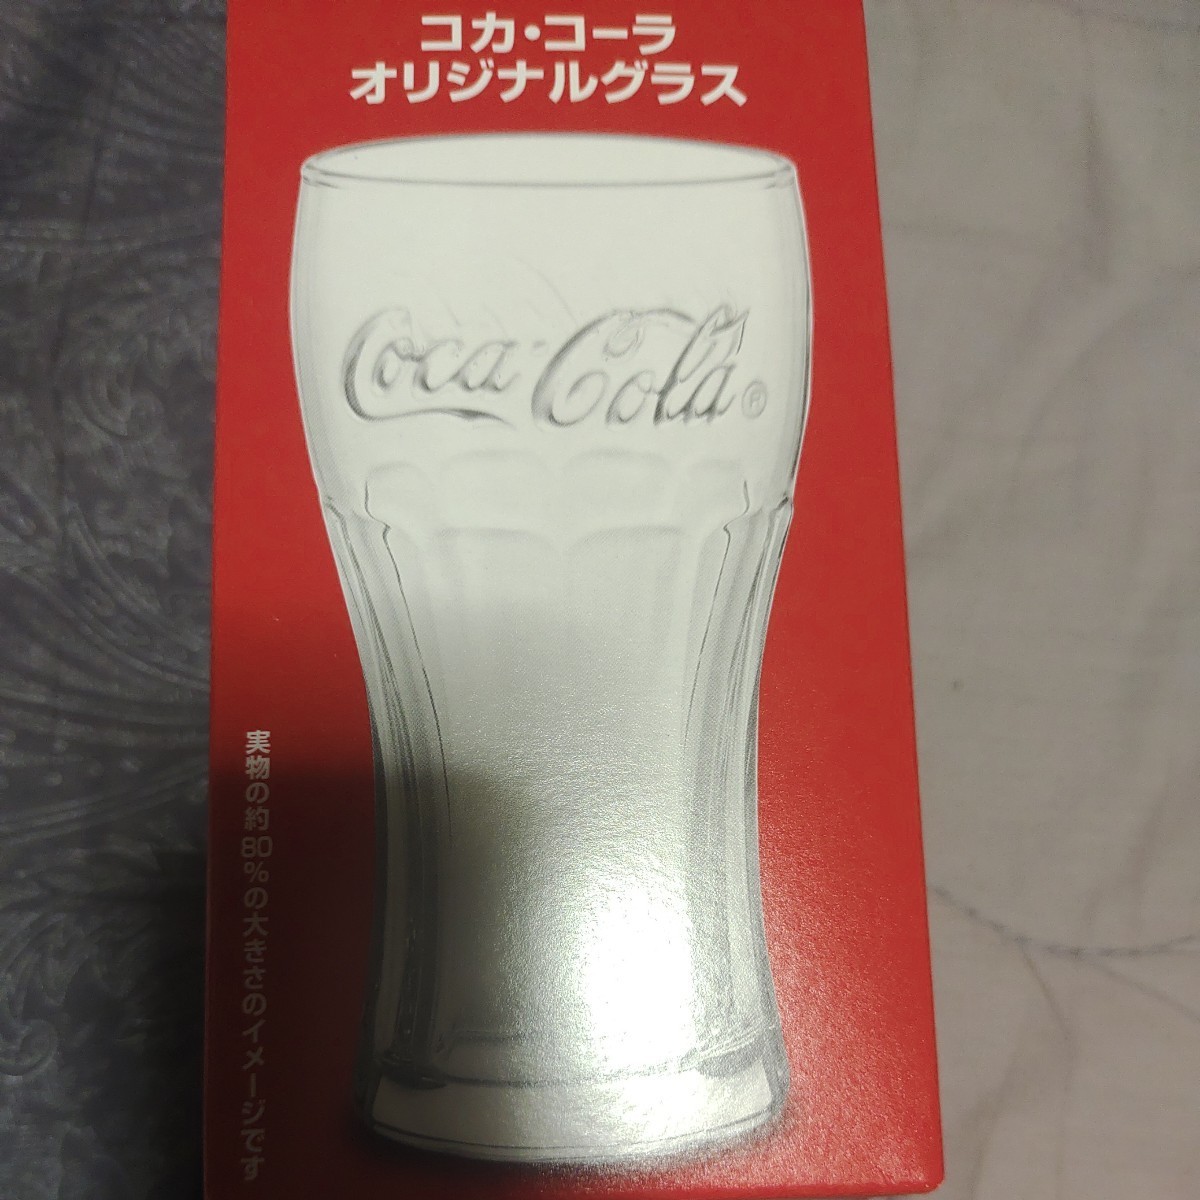 コカ・コーラ
オリジナルグラス
Coca-Cola®
実物の約80%の大きさのイメージです